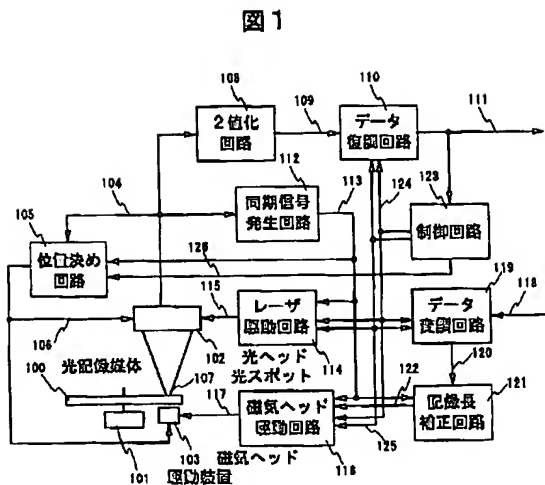 図1
108
2値化
回路
109
110
データ
復調回路
111
112
同期信号
発生回路
113
124
123
制御回路
104
105
位置決め
回路
126
119
データ
変調回路
118
115
レーザ
駆動回路
114
106
102
光ヘッド
光スポット
107
光記憶媒体
100
120
122
117
磁気ヘッド
駆動回路
116
121
記録長
補正回路
125
101
103
磁気ヘッド
駆動装置